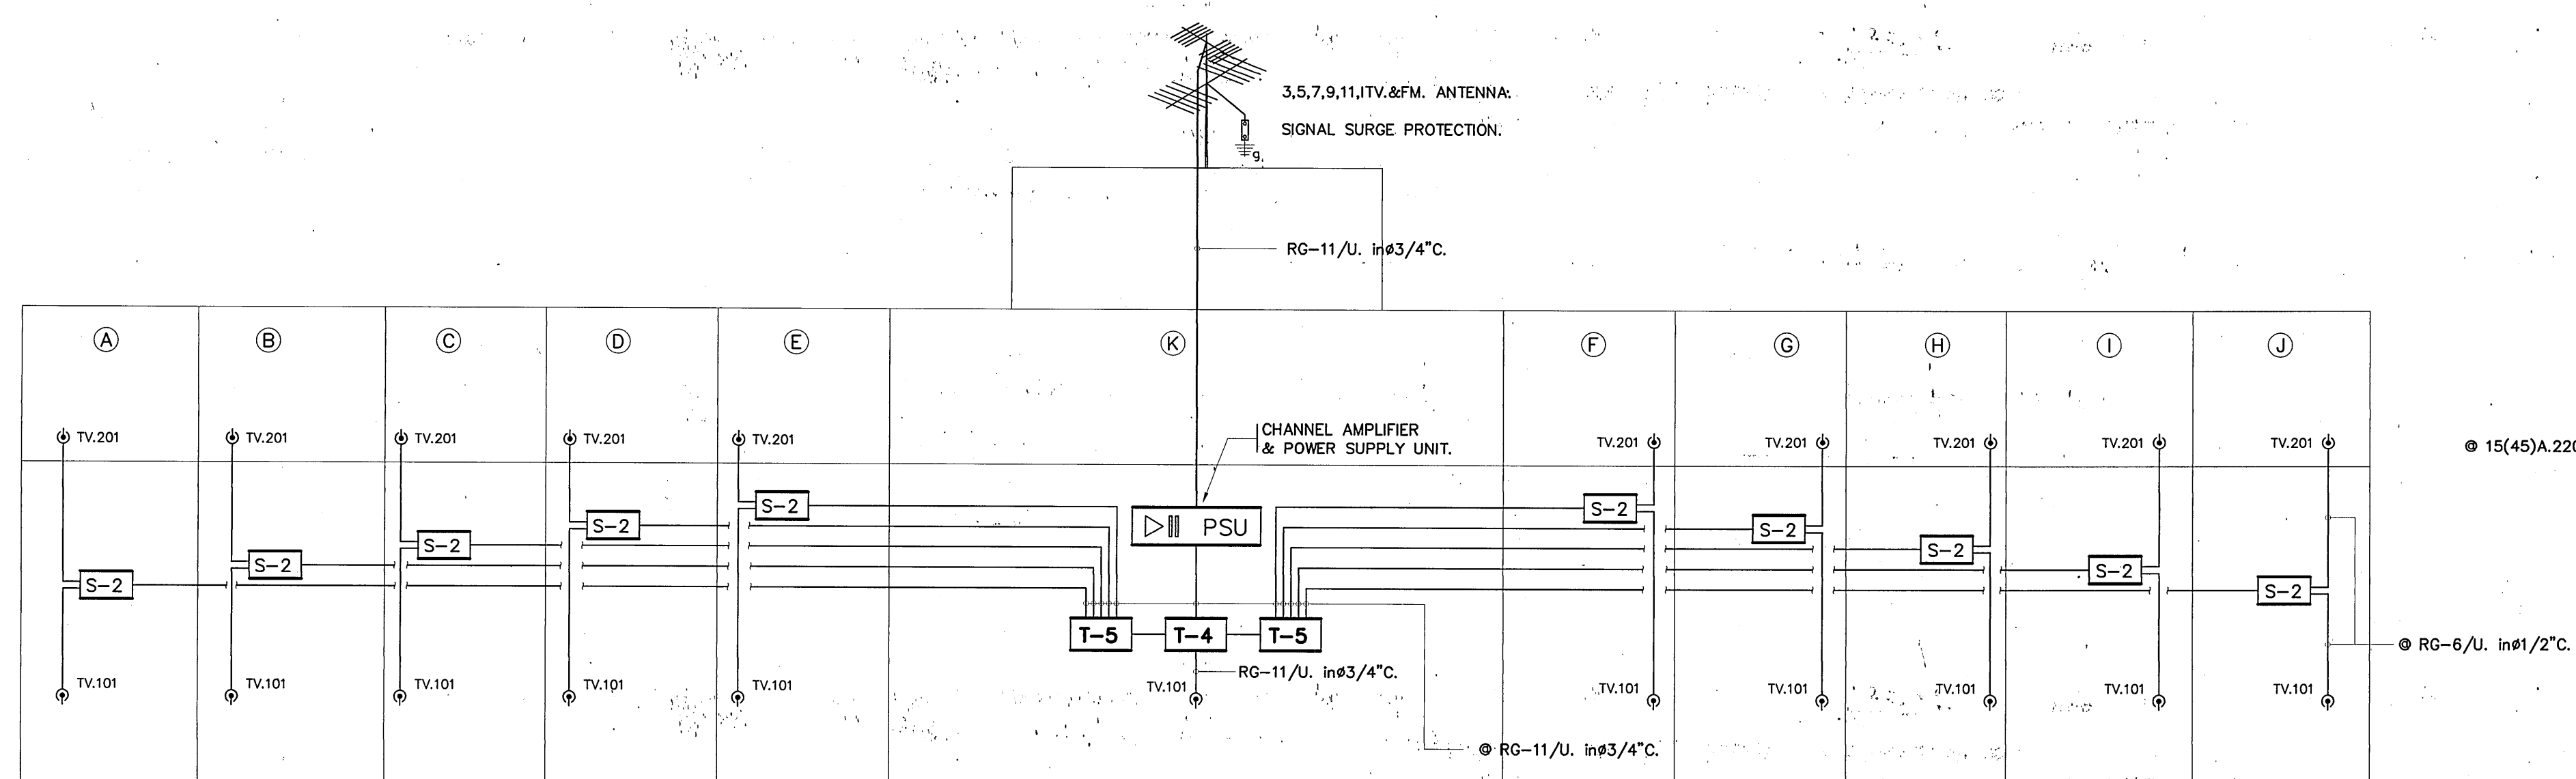 3,5,7,9,11,ITV.&FM. ANTENNA.
SIGNAL SURGE PROTECTION.
g.
RG-11/U. inø3/4"C.
A B C D E K F G H I J
CHANNEL AMPLIFIER
& POWER SUPPLY UNIT.
TV.201 TV.201 TV.201 TV.201 TV.201 TV.201 TV.201 TV.201 TV.201 TV.201
@ 15(45)A.220
S-2 S-2 S-2 S-2 S-2 PSU S-2 S-2 S-2 S-2 S-2
T-5 T-4 T-5
@ RG-6/U. inø1/2"C.
RG-11/U. inø3/4"C.
TV.101 TV.101 TV.101 TV.101 TV.101 TV.101 TV.101 TV.101 TV.101 TV.101 TV.101
@ RG-11/U. inø3/4"C.